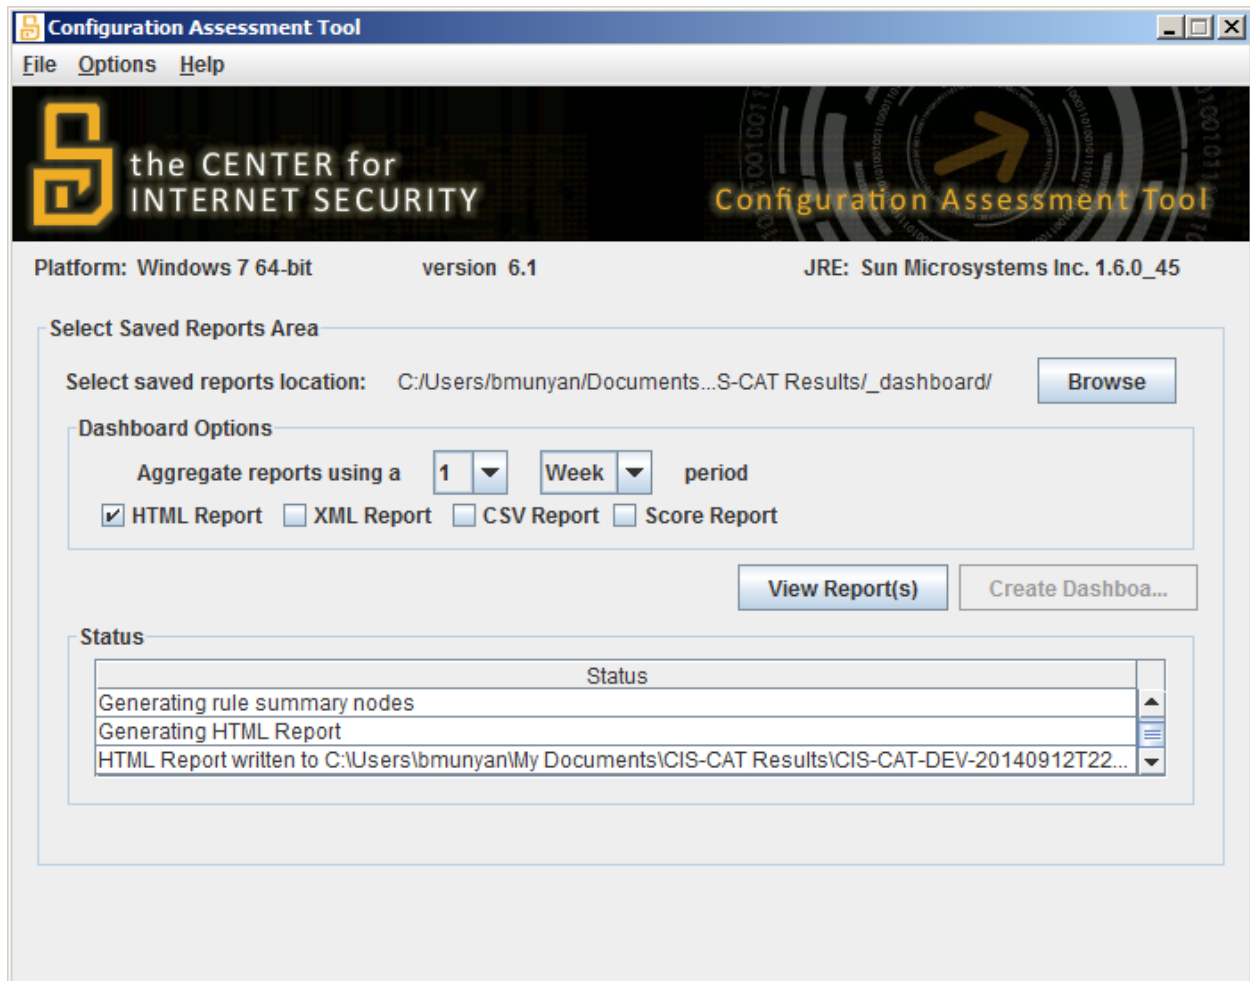 Configuration Assessment Tool
File Options Help
the CENTER for
INTERNET SECURITY
Configuration Assessment Tool
Platform: Windows 7 64-bit version 6.1 JRE: Sun Microsystems Inc. 1.6.0_45
Select Saved Reports Area
Select saved reports location: C:/Users/bmunyan/Documents...S-CAT Results/_dashboard/ Browse
Dashboard Options
Aggregate reports using a 1 Week period
HTML Report XML Report CSV Report Score Report
View Report(s) Create Dashboa...
Status
Status
Generating rule summary nodes
Generating HTML Report
HTML Report written to C:\Users\bmunyan\My Documents\CIS-CAT Results\CIS-CAT-DEV-20140912T22...